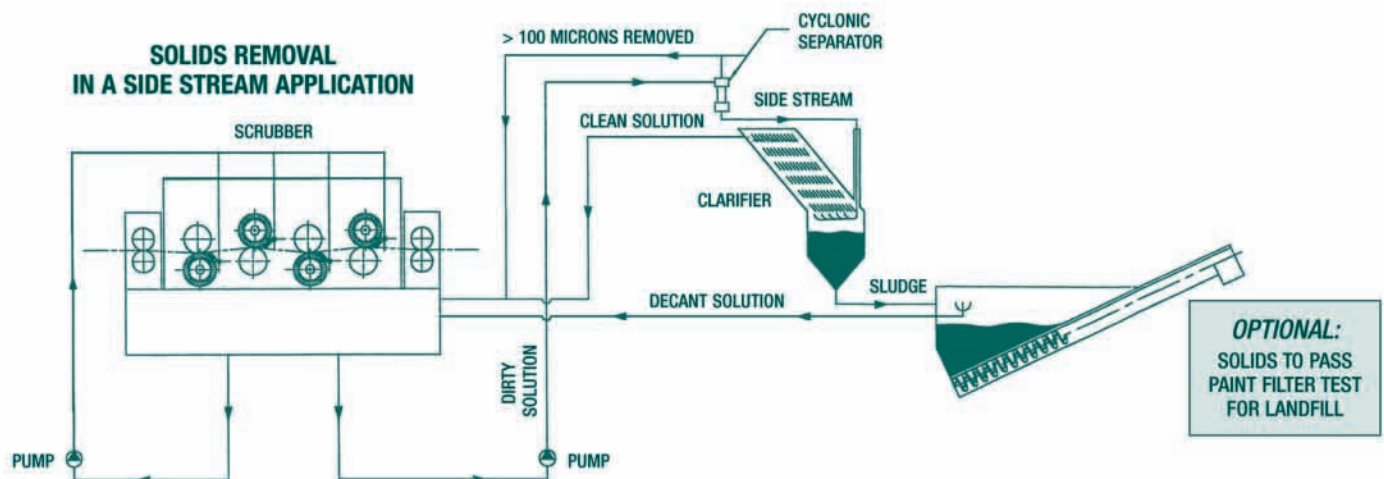 SOLIDS REMOVAL
IN A SIDE STREAM APPLICATION
> 100 MICRONS REMOVED
CYCLONIC
SEPARATOR
SIDE STREAM
CLEAN SOLUTION
SCRUBBER
CLARIFIER
SLUDGE
DECANT SOLUTION
OPTIONAL:
SOLIDS TO PASS
PAINT FILTER TEST
FOR LANDFILL
DIRTY
SOLUTION
PUMP
PUMP